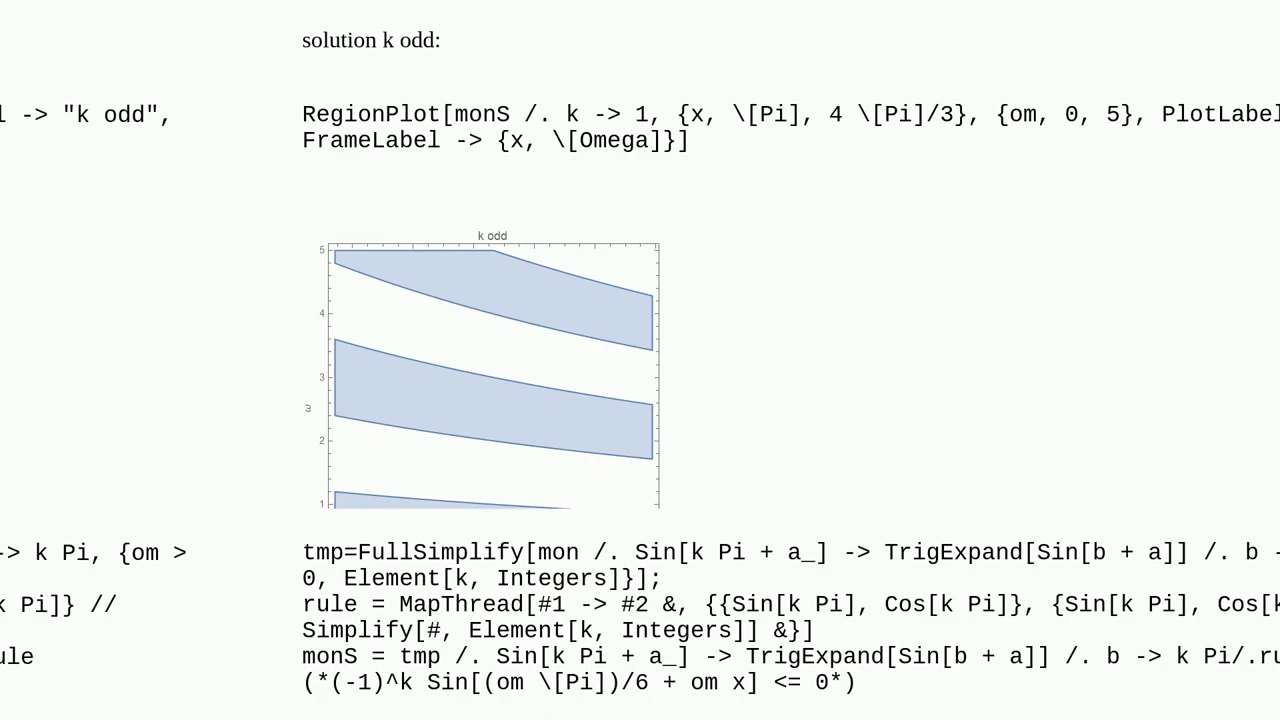 solution k odd:
l -> "k odd",
RegionPlot[monS /. k -> 1, {x, \[Pi], 4 \[Pi]/3}, {om, 0, 5}, PlotLabel
FrameLabel -> {x, \[Omega]}]
k odd
5
4
3
ω
2
1
-> k Pi, {om >
tmp=FullSimplify[mon /. Sin[k Pi + a_] -> TrigExpand[Sin[b + a]] /. b -
0, Element[k, Integers]}];
k Pi]} //
rule = MapThread[#1 -> #2 &, {{Sin[k Pi], Cos[k Pi]}, {Sin[k Pi], Cos[k
Simplify[#, Element[k, Integers]] &}]
ule
monS = tmp /. Sin[k Pi + a_] -> TrigExpand[Sin[b + a]] /. b -> k Pi/.ru
(*(-1)^k Sin[(om \[Pi])/6 + om x] <= 0*)